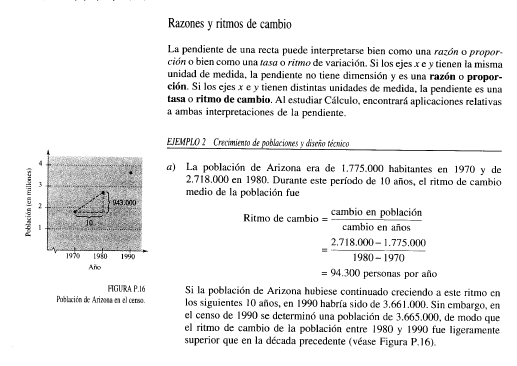 Razones y ritmos de cambio
La pendiente de una recta puede interpretarse bien como una razón o propor-
ción o bien como una tasa o ritmo de variación. Si los ejes x e y tienen la misma
unidad de medida, la pendiente no tiene dimensión y es una razón o propor-
ción. Si los ejes x e y tienen distintas unidades de medida, la pendiente es una
tasa o ritmo de cambio. Al estudiar Cálculo, encontrará aplicaciones relativas
a ambas interpretaciones de la pendiente.
EJEMPLO 2 Crecimiento de poblaciones y diseño técnico
a) La población de Arizona era de 1.775.000 habitantes en 1970 y de
2.718.000 en 1980. Durante este período de 10 años, el ritmo de cambio
medio de la población fue
Ritmo de cambio = cambio en población
cambio en años
= 2.718.000 – 1.775.000
1980 – 1970
= 94.300 personas por año
Si la población de Arizona hubiese continuado creciendo a este ritmo en
los siguientes 10 años, en 1990 habría sido de 3.661.000. Sin embargo, en
el censo de 1990 se determinó una población de 3.665.000, de modo que
el ritmo de cambio de la población entre 1980 y 1990 fue ligeramente
superior que en la década precedente (véase Figura P.16).
Población (en millones)
4
3
2
1
943.000
10
1970 1980 1990
Año
FIGURA P.16
Población de Arizona en el censo.